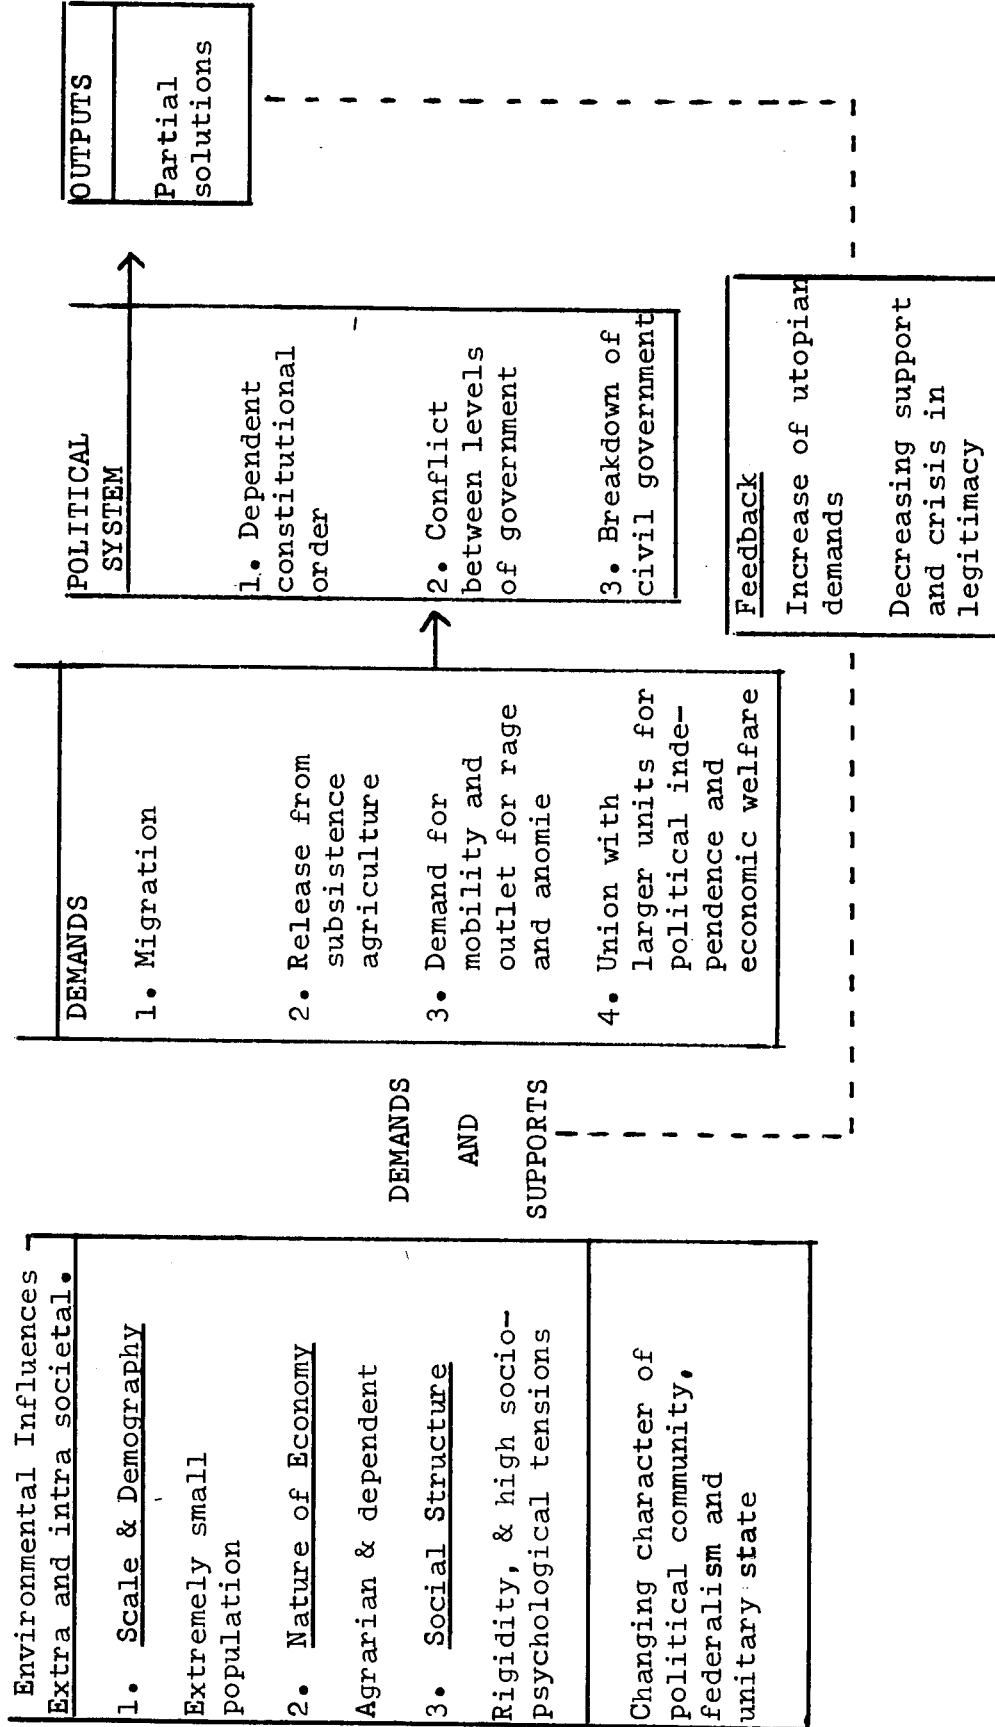 Environmental Influences -
Extra and intra societal.
1. Scale & Demography
Extremely small
population
2. Nature of Economy
Agrarian & dependent
3. Social Structure
Rigidity, & high socio-
psychological tensions
Changing character of
political community,
federalism and
unitary state
DEMANDS
AND
SUPPORTS
DEMANDS
1. Migration
2. Release from
subsistence
agriculture
3. Demand for
mobility and
outlet for rage
and anomie
4. Union with
larger units for
political inde-
pendence and
economic welfare
POLITICAL
SYSTEM
1. Dependent
constitutional
order
2. Conflict
between levels
of government
3. Breakdown of
civil government
OUTPUTS
Partial
solutions
Feedback
Increase of utopian
demands
Decreasing support
and crisis in
legitimacy